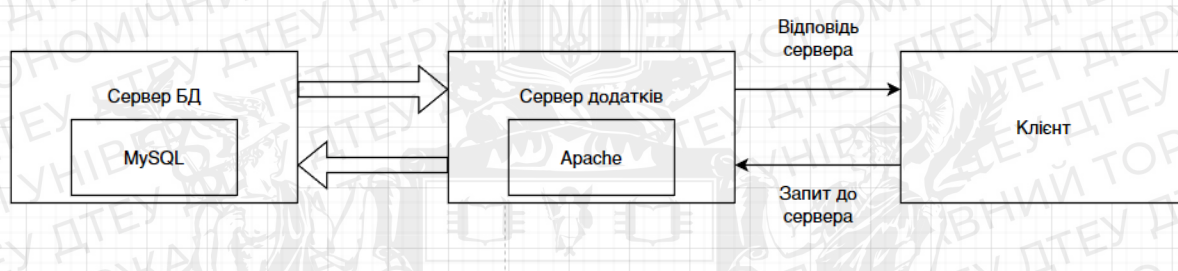 Відповідь
сервера
Сервер БД
MySQL
Сервер додатків
Apache
Клієнт
Запит до
сервера